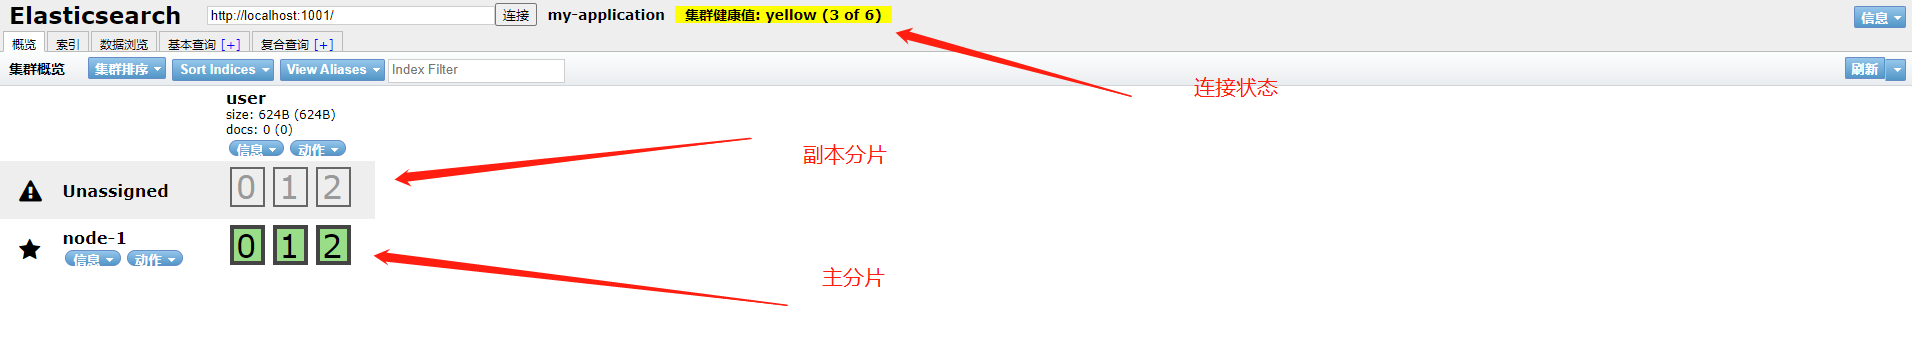 Elasticsearch http://localhost:1001/ 连接 my-application 集群健康值: yellow (3 of 6) 信息
概览 索引 数据浏览 基本查询 [+] 复合查询 [+]
集群概览 集群排序 Sort Indices View Aliases Index Filter 刷新
连接状态
user
size: 624B (624B)
docs: 0 (0)
信息 动作
副本分片
Unassigned 0 1 2
node-1 0 1 2
信息 动作
主分片